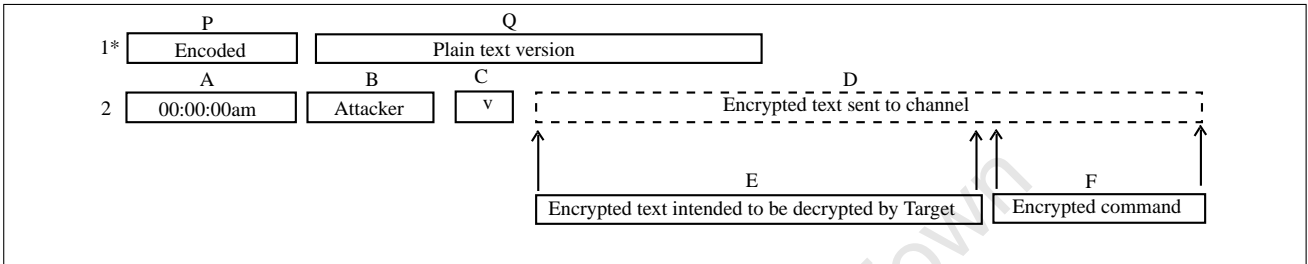 P Q
1* Encoded Plain text version
A B C D
2 00:00:00am Attacker v Encrypted text sent to channel
E F
Encrypted text intended to be decrypted by Target Encrypted command
Town